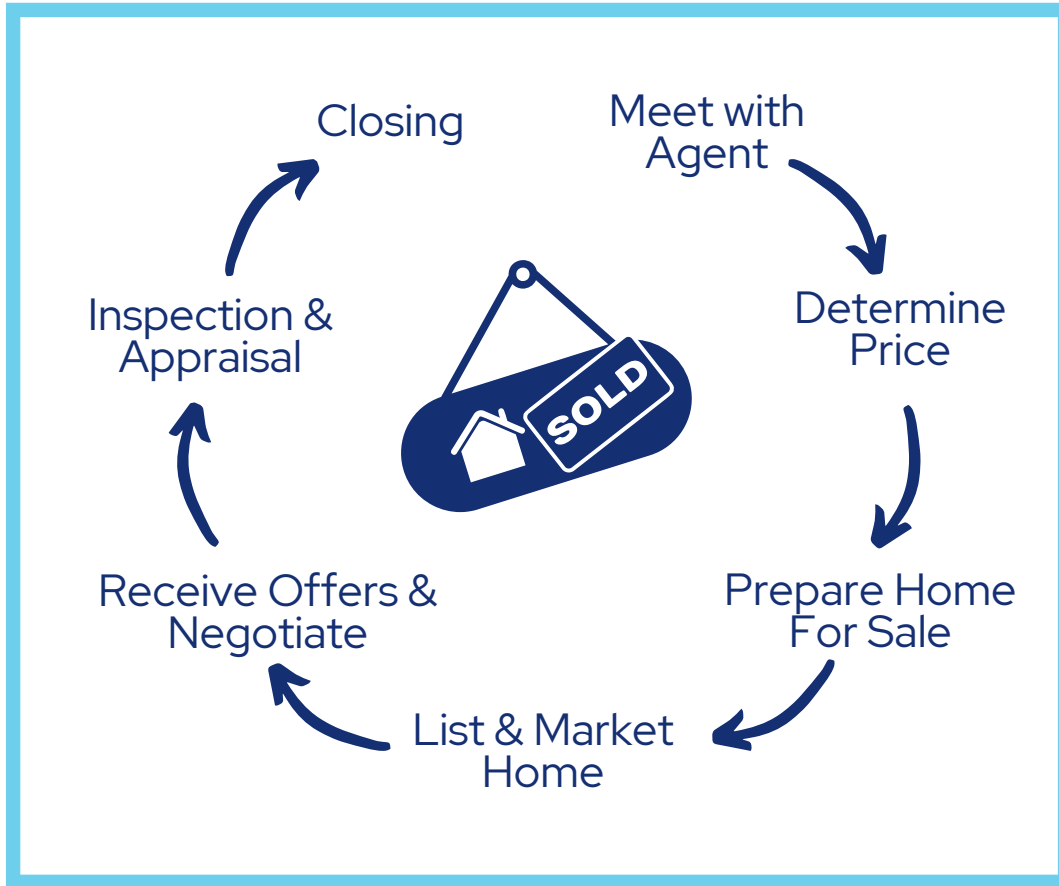 Meet with
Agent
Determine
Price
Prepare Home
For Sale
List & Market
Home
Receive Offers &
Negotiate
Inspection &
Appraisal
Closing
SOLD